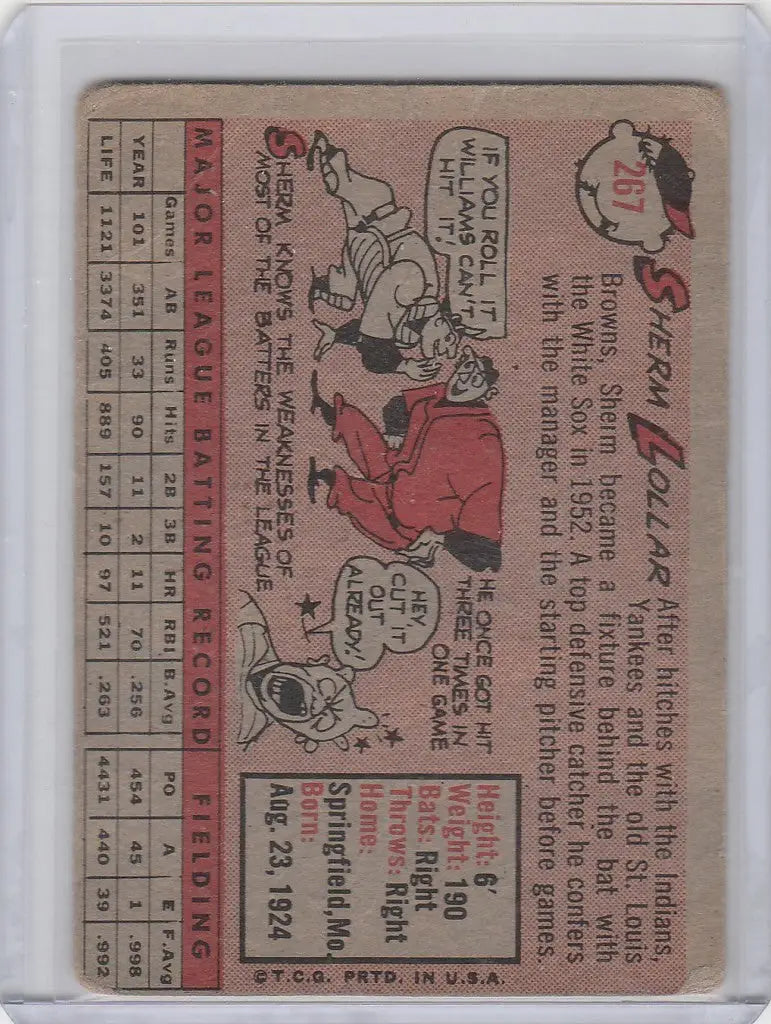 267
SHERM LOLLAR
After hitches with the Indians,
Yankees and the old St. Louis
Browns, Sherm became a fixture behind the bat with
the White Sox in 1952. A top defensive catcher he confers
with the manager and the starting pitcher before games.
IF YOU ROLL IT
WILLIAMS CAN'T
HIT IT!
SHERM KNOWS THE WEAKNESSES OF
MOST OF THE BATTERS IN THE LEAGUE
HE ONCE GOT HIT
THREE TIMES IN
ONE GAME
HEY,
CUT IT
OUT
ALREADY!
Height: 6'
Weight: 190
Bats: Right
Throws: Right
Home:
Springfield, Mo.
Born:
Aug. 23, 1924
©T.C.G. PRTD. IN U.S.A.
MAJOR LEAGUE BATTING RECORD FIELDING
Games AB Runs Hits 2B 3B HR RBI B.Avg PO A E F.Avg
YEAR 101 351 33 90 11 2 11 70 .256 454 45 1 .998
LIFE 1121 3374 405 889 157 10 97 521 .263 4431 440 39 .992